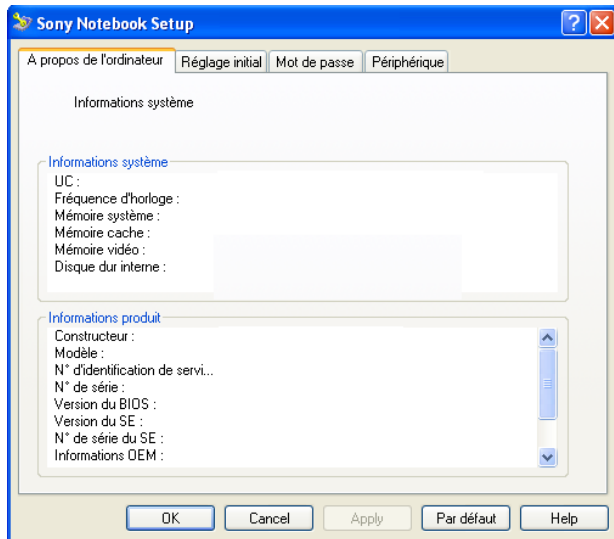 Sony Notebook Setup
A propos de l'ordinateur Réglage initial Mot de passe Périphérique
Informations système
Informations système
UC :
Fréquence d'horloge :
Mémoire système :
Mémoire cache :
Mémoire vidéo :
Disque dur interne :
Informations produit
Constructeur :
Modèle :
N° d'identification de servi...
N° de série :
Version du BIOS :
Version du SE :
N° de série du SE :
Informations OEM :
OK Cancel Apply Par défaut Help